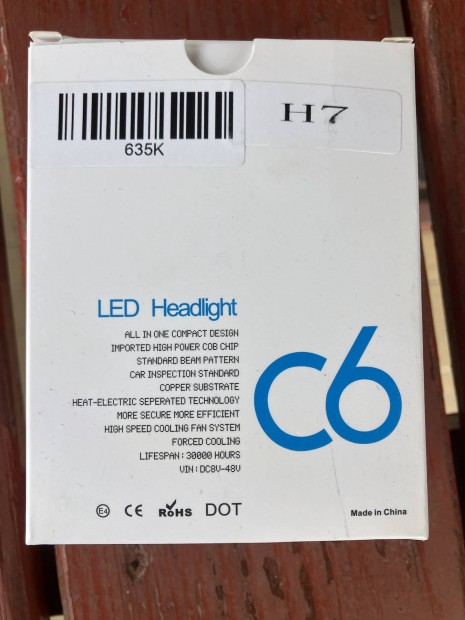 635K
H7
LED Headlight
ALL IN ONE COMPACT DESIGN
IMPORTED HIGH POWER COB CHIP
STANDARD BEAM PATTERN
CAR INSPECTION STANDARD
COPPER SUBSTRATE
HEAT-ELECTRIC SEPERATED TECHNOLOGY
MORE SECURE MORE EFFICIENT
HIGH SPEED COOLING FAN SYSTEM
FORCED COOLING
LIFESPAN: 30000 HOURS
VIN: DC8V-48V
C6
E4 CE RoHS DOT
Made in China